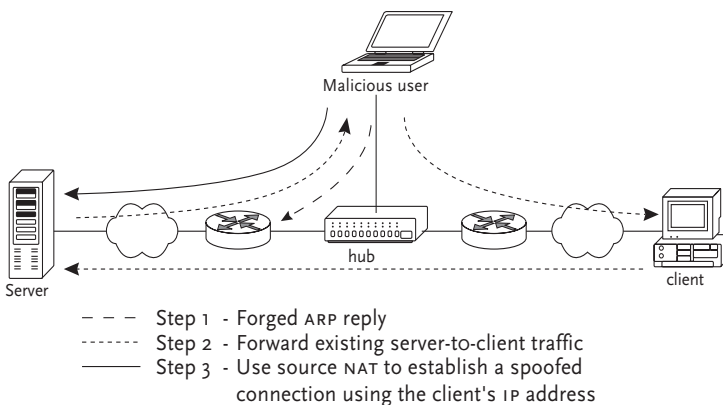 Malicious user
hub
Server
client
Step 1 - Forged ARP reply
Step 2 - Forward existing server-to-client traffic
Step 3 - Use source NAT to establish a spoofed
connection using the client's IP address